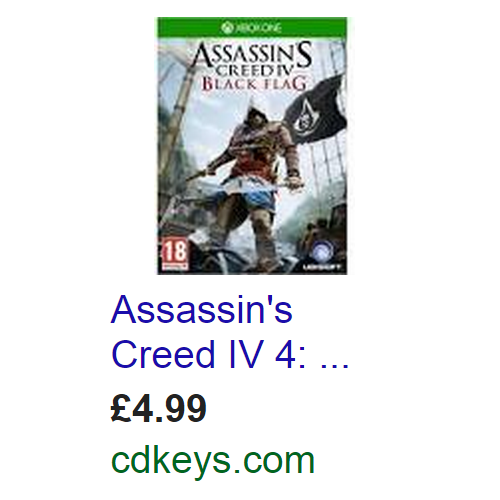 XBOX ONE
ASSASSIN'S
CREED IV
BLACK FLAG
18
UBISOFT
Assassin's
Creed IV 4: ...
£4.99
cdkeys.com